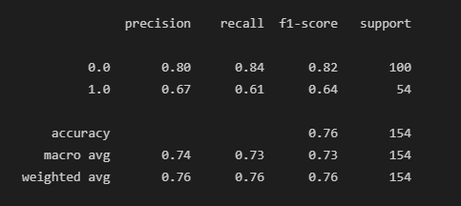 precision recall f1-score support
0.0 0.80 0.84 0.82 100
1.0 0.67 0.61 0.64 54
accuracy 0.76 154
macro avg 0.74 0.73 0.73 154
weighted avg 0.76 0.76 0.76 154